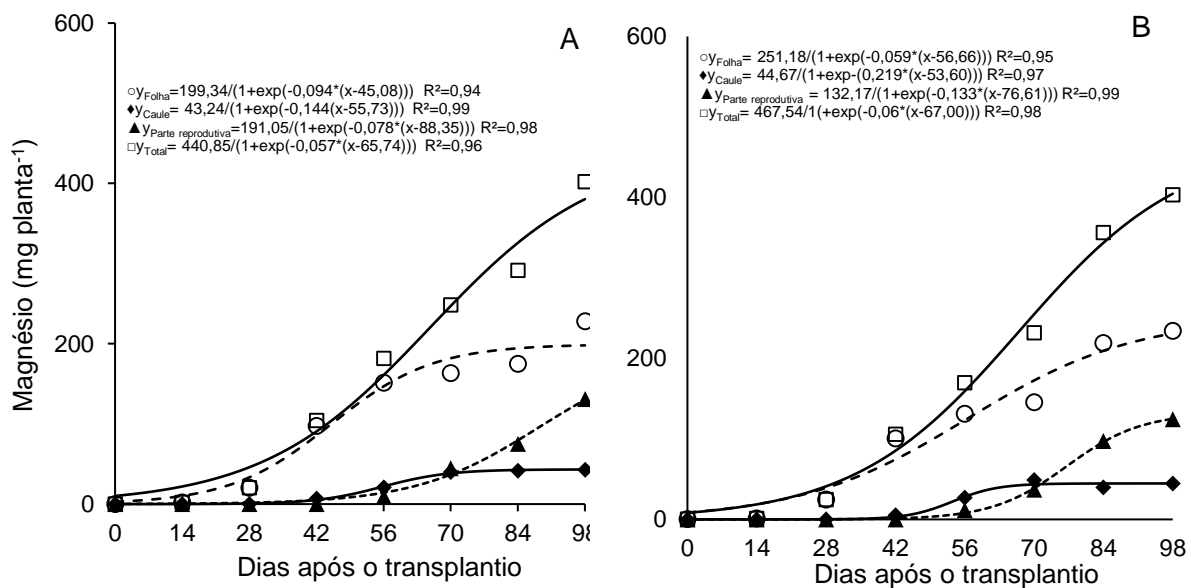 600
A
○yFolha=199,34/(1+exp(-0,094*(x-45,08))) R²=0,94
♦yCaule= 43,24/(1+exp(-0,144(x-55,73))) R²=0,99
▲yParte reprodutiva=191,05/(1+exp(-0,078*(x-88,35))) R²=0,98
□yTotal= 440,85/(1+exp(-0,057*(x-65,74))) R²=0,96
400
200
0
Magnésio (mg planta⁻¹)
0 14 28 42 56 70 84 98
Dias após o transplantio
600
B
○yFolha= 251,18/(1+exp(-0,059*(x-56,66))) R²=0,95
♦yCaule= 44,67/(1+exp-(0,219*(x-53,60))) R²=0,97
▲yParte reprodutiva = 132,17/(1+exp(-0,133*(x-76,61))) R²=0,99
□yTotal= 467,54/1(+exp(-0,06*(x-67,00))) R²=0,98
400
200
0
0 14 28 42 56 70 84 98
Dias após o transplantio